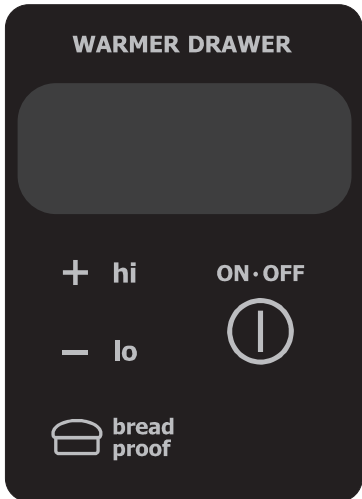 WARMER DRAWER
+ hi
ON·OFF
– lo
bread
proof